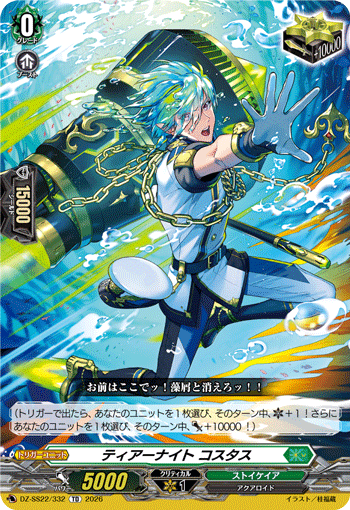 0
グレード
+10000
ブースト
15000
シールド
お前はここでッ！藻屑と消えろッ！！
（トリガーで出たら、あなたのユニットを１枚選び、そのターン中、+1！さらに
あなたのユニットを１枚選び、そのターン中、+10000！）
トリガーユニット
ティアーナイト コスタス
パワー
5000
クリティカル
1
ストイケイア
アクアロイド
DZ-SS22/332 TD 2026
イラスト／桂福蔵